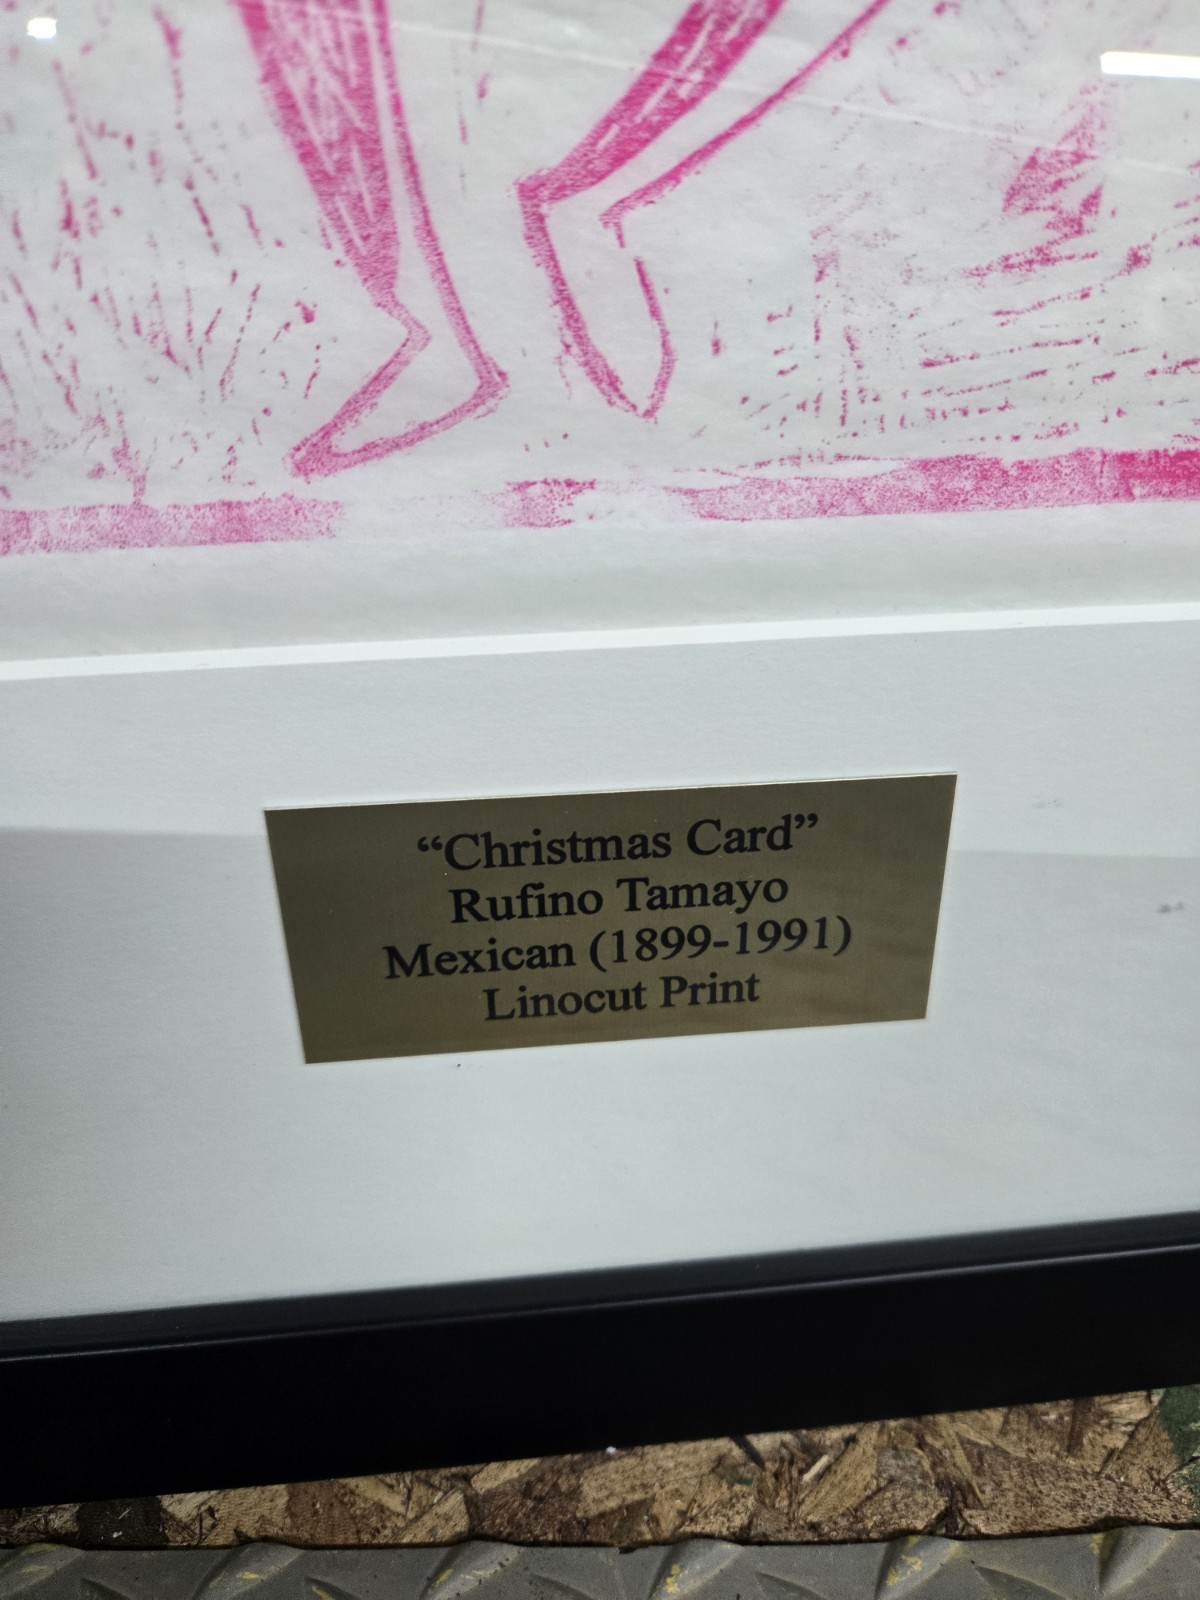 “Christmas Card”
Rufino Tamayo
Mexican (1899-1991)
Linocut Print